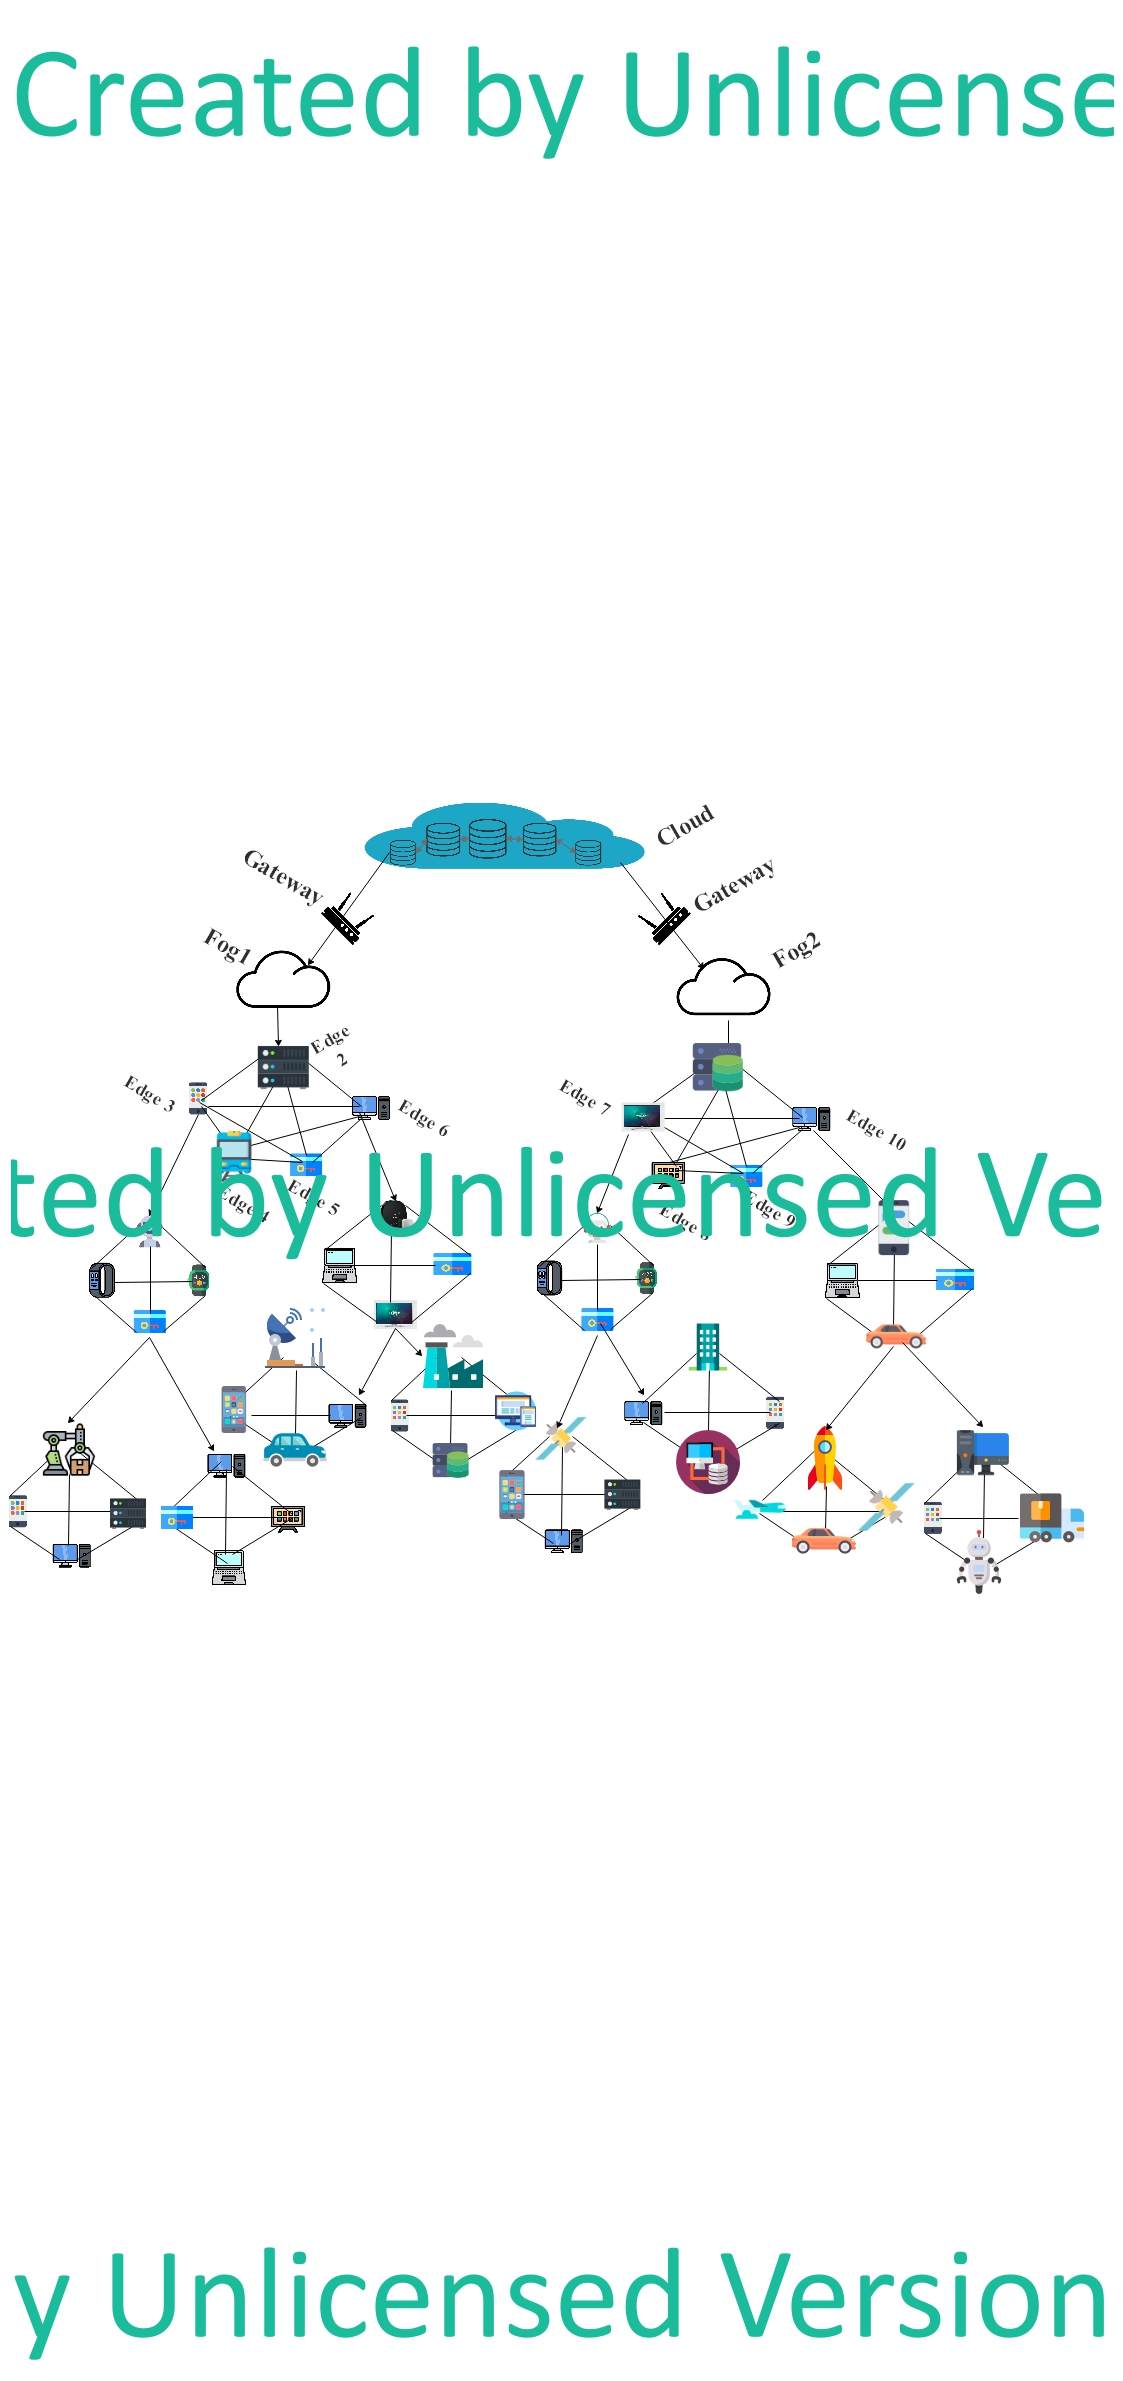 Created by Unlicense
Cloud
Gateway
Gateway
Fog1
Fog2
Edge
2
Edge 3
Edge 6
Edge 7
Edge 10
ted by Unlicensed Ve
Edge 4
Edge 5
Edge 8
Edge 9
y Unlicensed Version